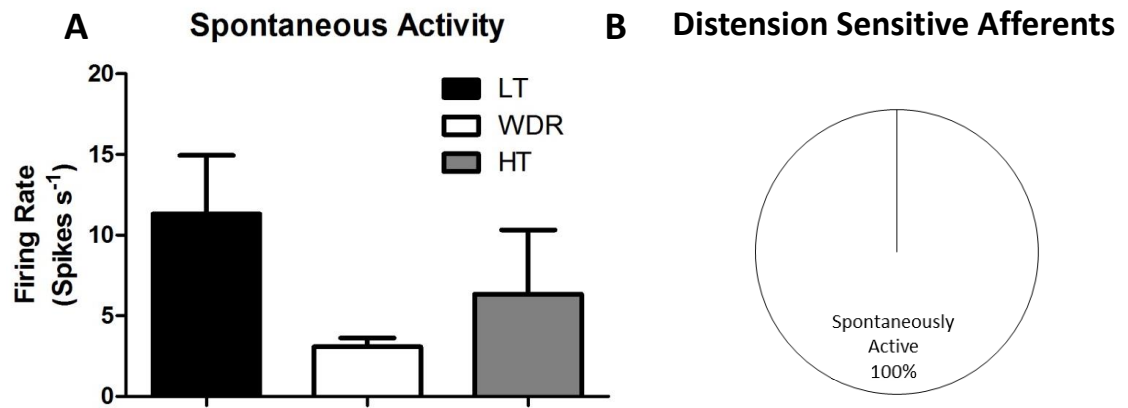 A
Spontaneous Activity
20
15
10
5
0
Firing Rate
(Spikes s-1)
LT
WDR
HT
B
Distension Sensitive Afferents
Spontaneously
Active
100%